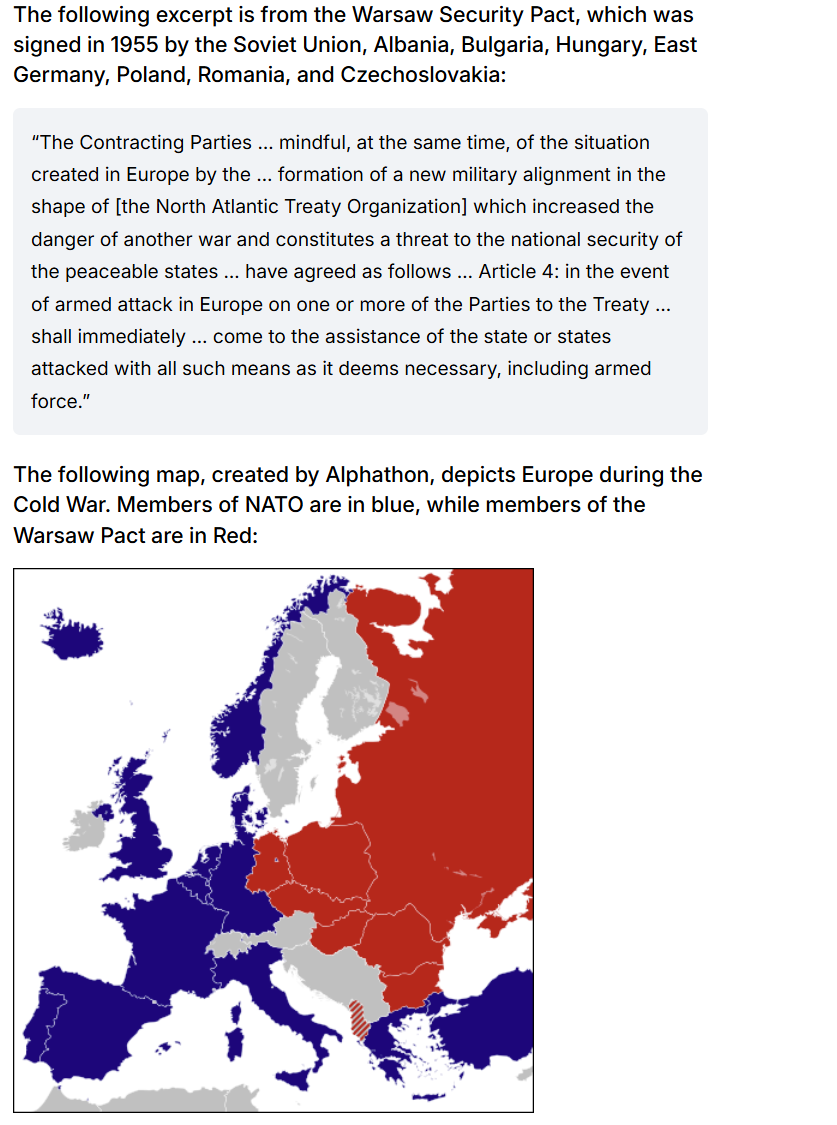 The following excerpt is from the Warsaw Security Pact, which was
signed in 1955 by the Soviet Union, Albania, Bulgaria, Hungary, East
Germany, Poland, Romania, and Czechoslovakia:
“The Contracting Parties ... mindful, at the same time, of the situation
created in Europe by the ... formation of a new military alignment in the
shape of [the North Atlantic Treaty Organization] which increased the
danger of another war and constitutes a threat to the national security of
the peaceable states ... have agreed as follows ... Article 4: in the event
of armed attack in Europe on one or more of the Parties to the Treaty ...
shall immediately ... come to the assistance of the state or states
attacked with all such means as it deems necessary, including armed
force.”
The following map, created by Alphathon, depicts Europe during the
Cold War. Members of NATO are in blue, while members of the
Warsaw Pact are in Red: